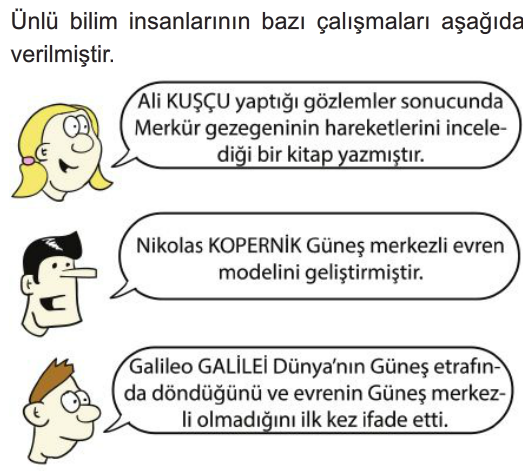 Ünlü bilim insanlarının bazı çalışmaları aşağıda
verilmiştir.
Ali KUŞÇU yaptığı gözlemler sonucunda
Merkür gezegeninin hareketlerini incele-
diği bir kitap yazmıştır.
Nikolas KOPERNİK Güneş merkezli evren
modelini geliştirmiştir.
Galileo GALİLEİ Dünya’nın Güneş etrafın-
da döndüğünü ve evrenin Güneş merkez-
li olmadığını ilk kez ifade etti.